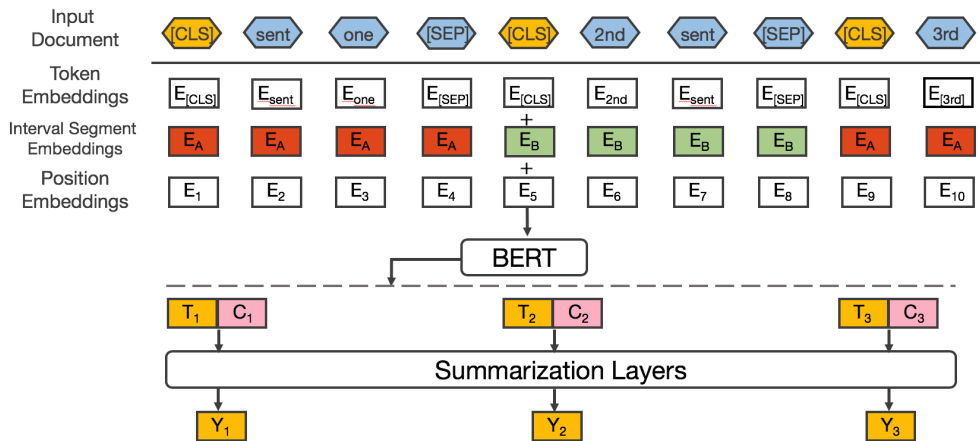 Input Document [CLS] sent one [SEP] [CLS] 2nd sent [SEP] [CLS] 3rd
Token Embeddings E[CLS] Esent Eone E[SEP] E[CLS] E2nd Esent E[SEP] E[CLS] E[3rd]
+
Interval Segment Embeddings EA EA EA EA EB EB EB EB EA EA
+
Position Embeddings E1 E2 E3 E4 E5 E6 E7 E8 E9 E10
BERT
T1 C1 T2 C2 T3 C3
Summarization Layers
Y1 Y2 Y3